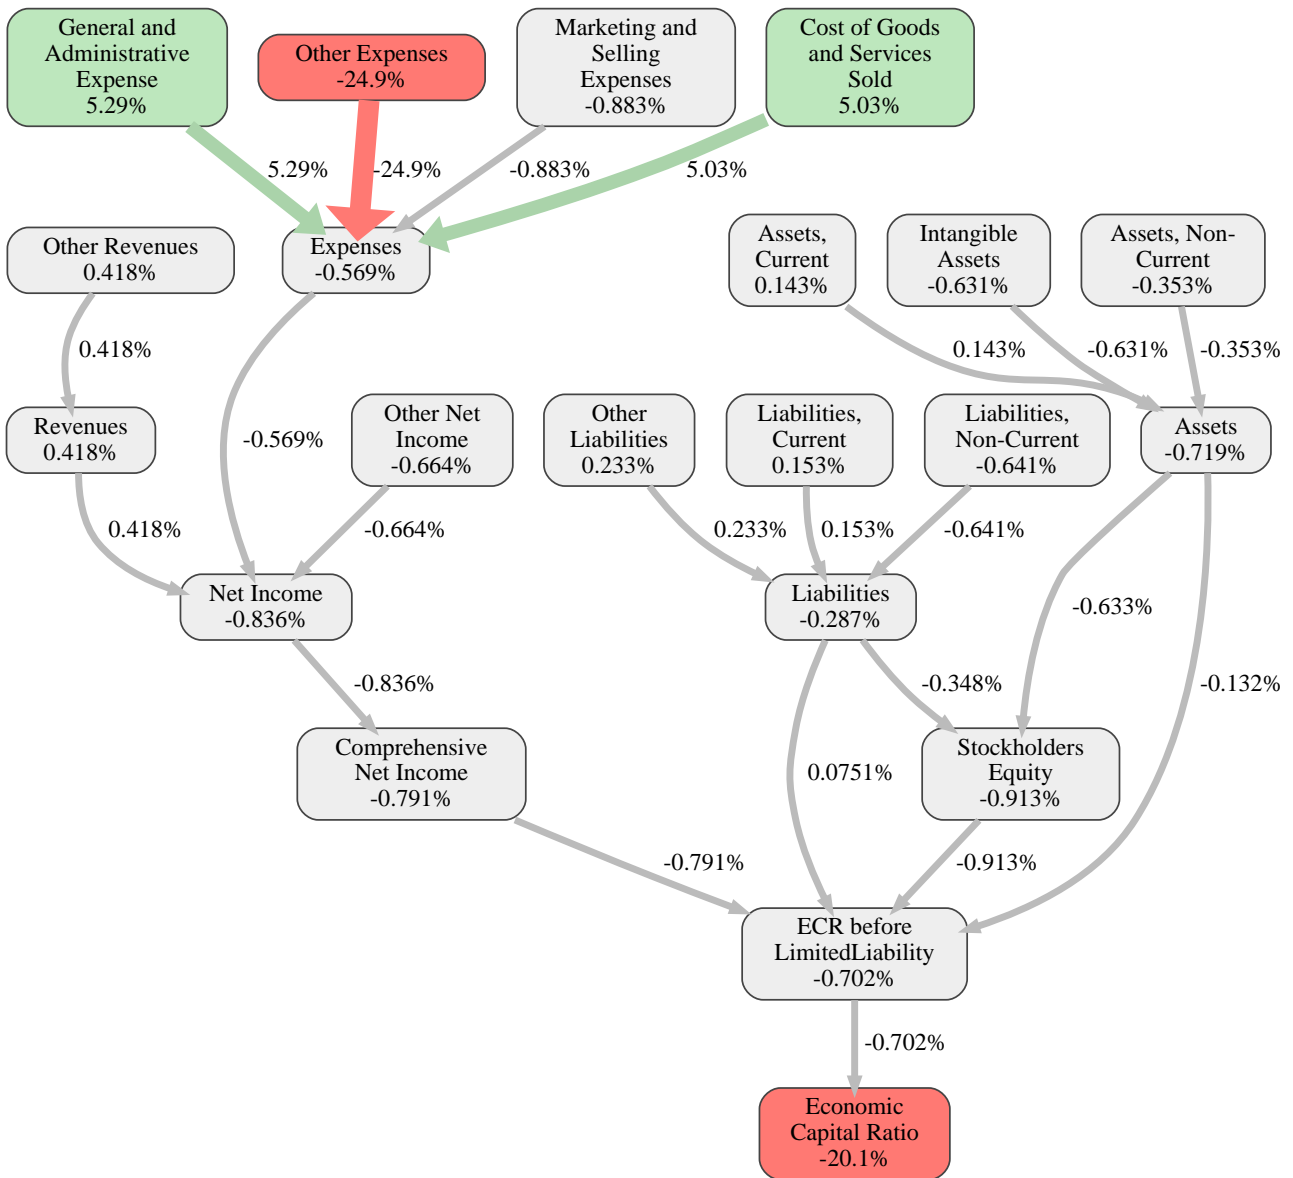 General and
Administrative
Expense
5.29%
Other Expenses
-24.9%
Marketing and
Selling
Expenses
-0.883%
Cost of Goods
and Services
Sold
5.03%
5.29%
-24.9%
-0.883%
5.03%
Other Revenues
0.418%
Expenses
-0.569%
Assets,
Current
0.143%
Intangible
Assets
-0.631%
Assets, Non-
Current
-0.353%
0.418%
0.143%
-0.631%
-0.353%
Revenues
0.418%
-0.569%
Other Net
Income
-0.664%
Other
Liabilities
0.233%
Liabilities,
Current
0.153%
Liabilities,
Non-Current
-0.641%
Assets
-0.719%
0.418%
-0.664%
0.233%
0.153%
-0.641%
Net Income
-0.836%
Liabilities
-0.287%
-0.633%
-0.836%
-0.348%
-0.132%
Comprehensive
Net Income
-0.791%
0.0751%
Stockholders
Equity
-0.913%
-0.791%
-0.913%
ECR before
LimitedLiability
-0.702%
-0.702%
Economic
Capital Ratio
-20.1%